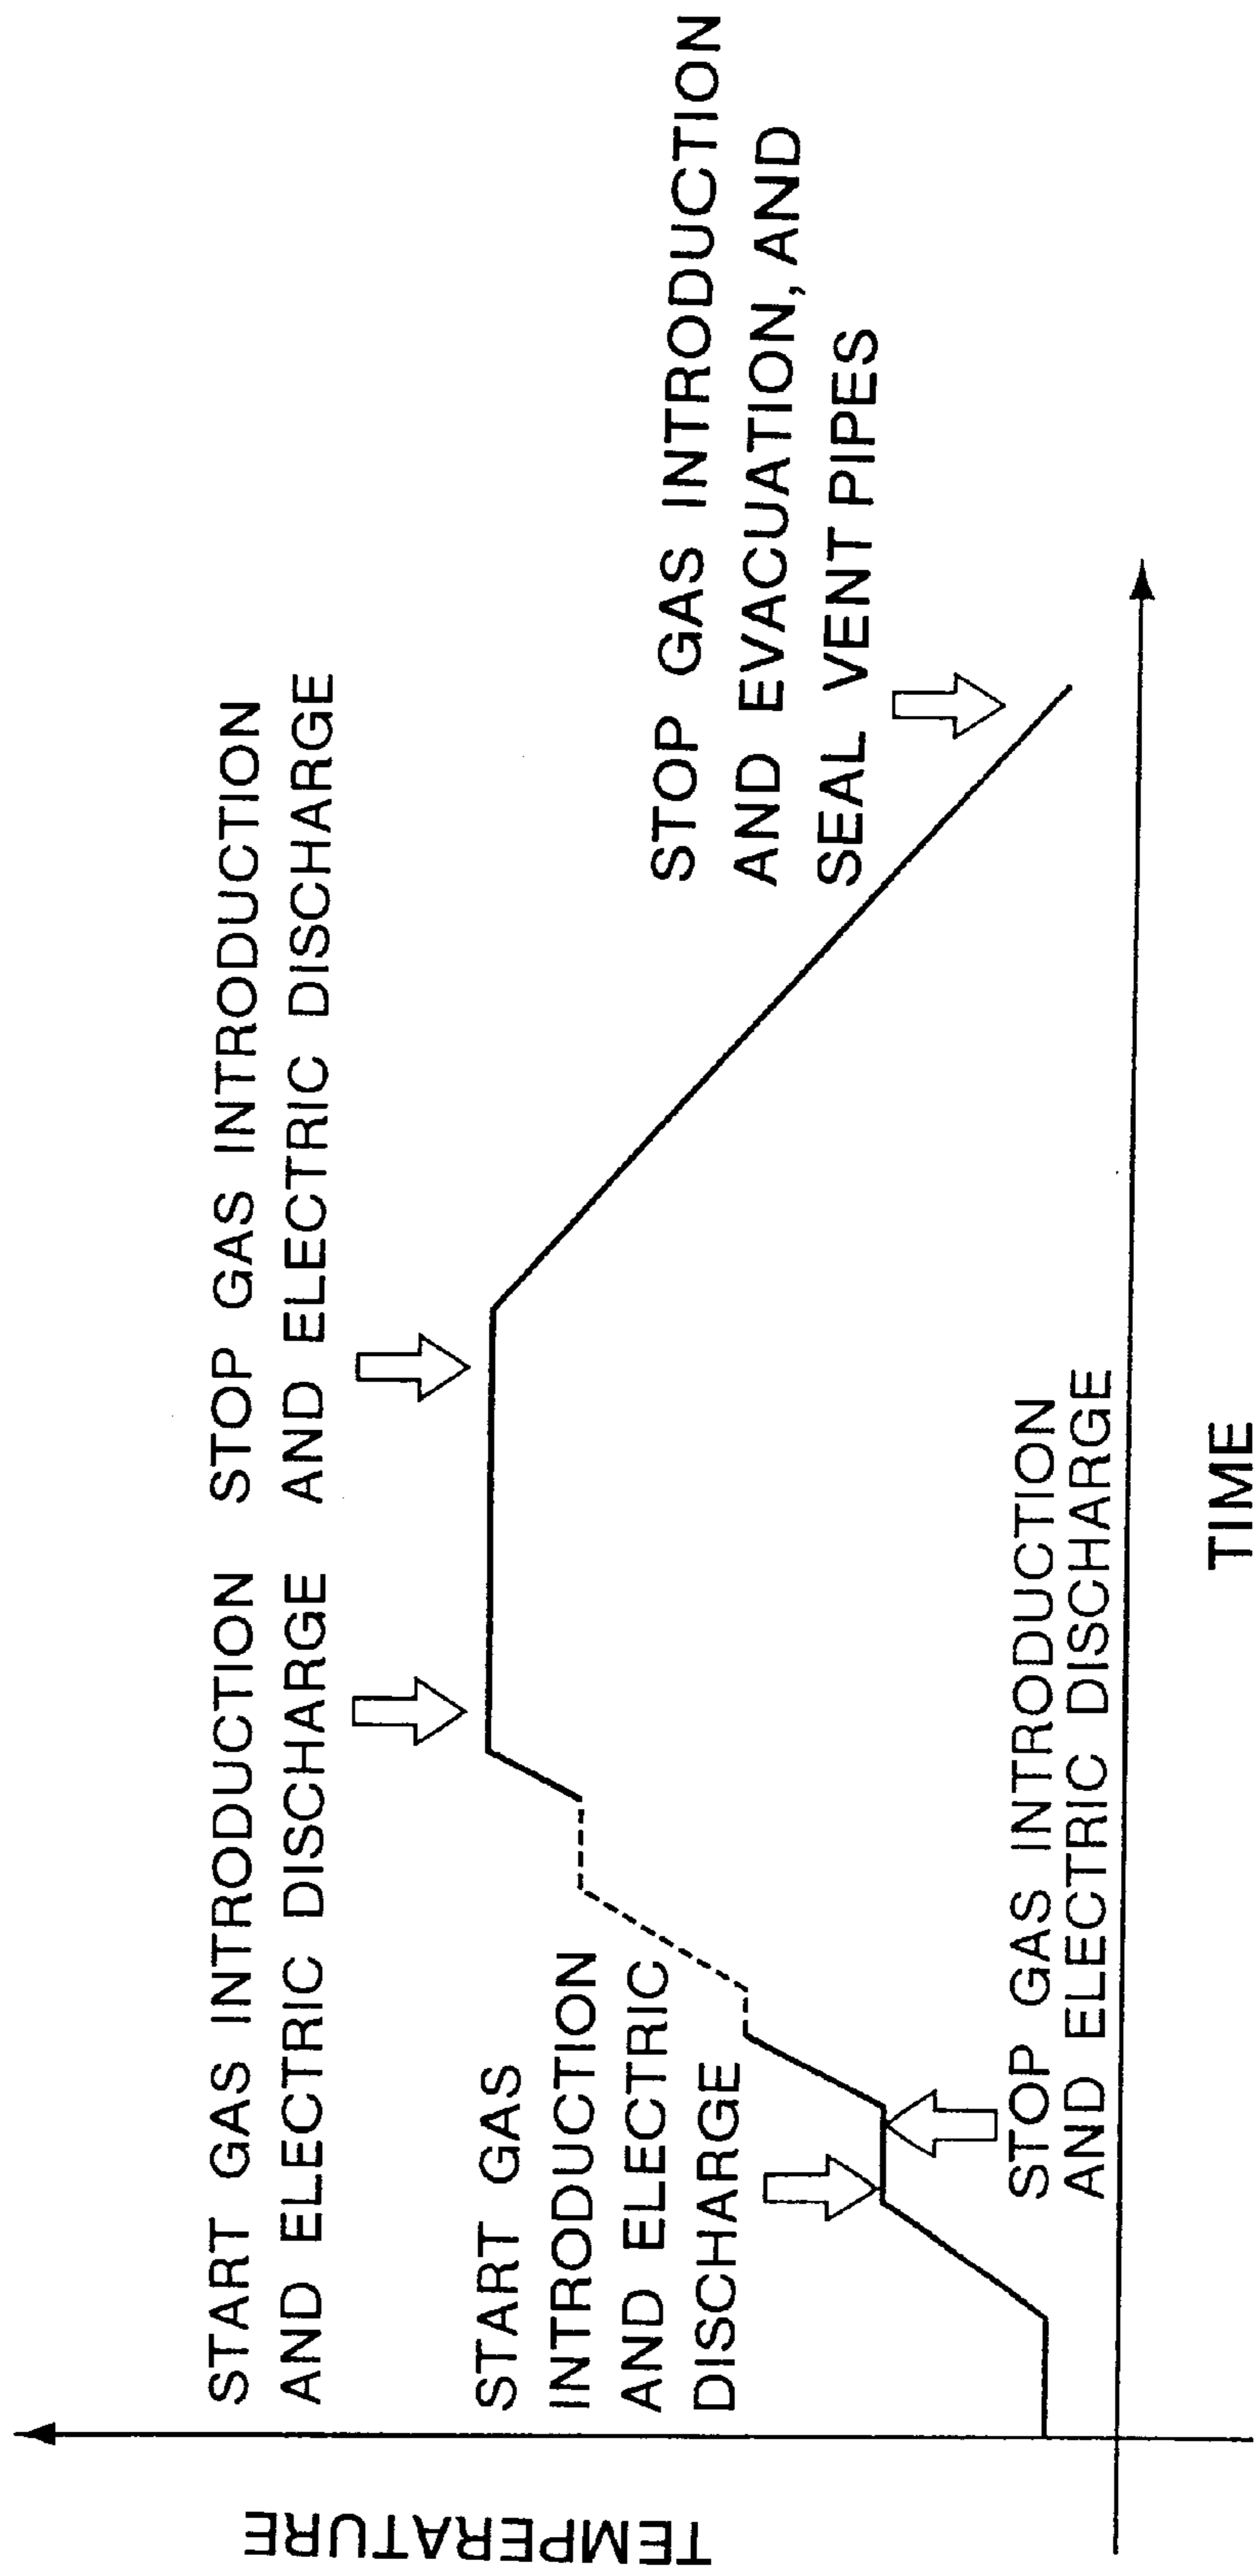 START GAS INTRODUCTION
AND ELECTRIC DISCHARGE
STOP GAS INTRODUCTION
AND ELECTRIC DISCHARGE
START GAS
INTRODUCTION
AND ELECTRIC
DISCHARGE
STOP GAS INTRODUCTION
AND EVACUATION, AND
SEAL VENT PIPES
STOP GAS INTRODUCTION
AND ELECTRIC DISCHARGE
TEMPERATURE
TIME